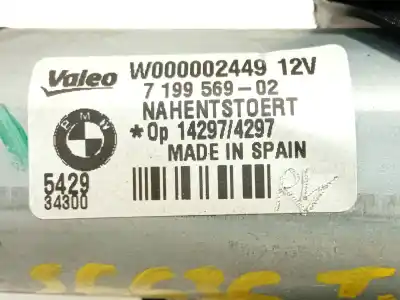 Valeo W000002449 12V
7 199 569-02
NAHENTSTOERT
*Op 14297/4297
MADE IN SPAIN
BMW
5429
34300